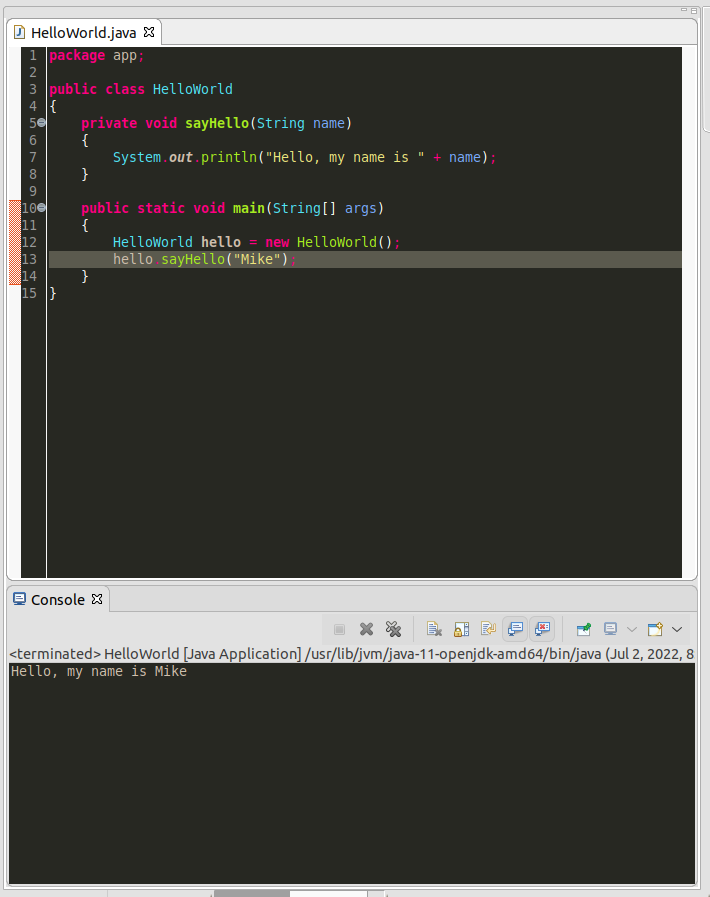 HelloWorld.java
1 package app;
2
3 public class HelloWorld
4 {
5     private void sayHello(String name)
6     {
7         System.out.println("Hello, my name is " + name);
8     }
9
10     public static void main(String[] args)
11     {
12         HelloWorld hello = new HelloWorld();
13         hello.sayHello("Mike");
14     }
15 }
Console
<terminated> HelloWorld [Java Application] /usr/lib/jvm/java-11-openjdk-amd64/bin/java (Jul 2, 2022, 8
Hello, my name is Mike